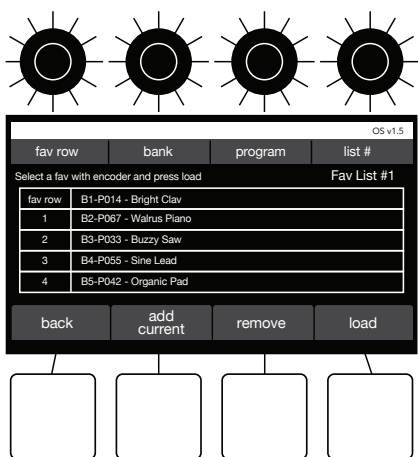 OS v1.5
fav row bank program list #
Select a fav with encoder and press load Fav List #1
fav row B1-P014 - Bright Clav
1 B2-P067 - Walrus Piano
2 B3-P033 - Buzzy Saw
3 B4-P055 - Sine Lead
4 B5-P042 - Organic Pad
back add current remove load